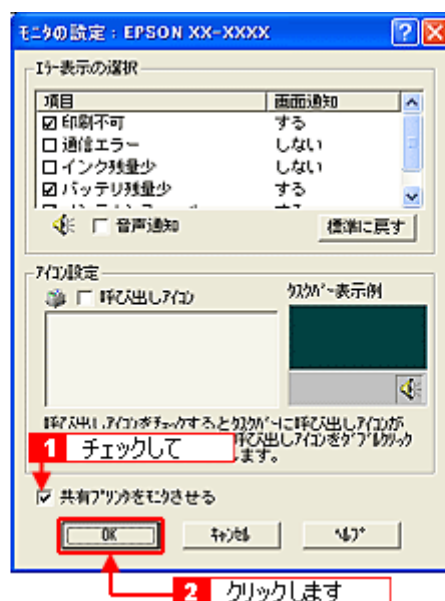 モニタの設定：EPSON XX-XXXX
エラー表示の選択
項目 画面通知
印刷不可 する
通信エラー しない
インク残量少 しない
バッテリ残量少 する
音声通知 標準に戻す
アイコン設定
呼び出しアイコン
タスクバー表示例
呼び出しアイコンをチェックするとタスクバーに呼び出しアイコンが
呼び出しアイコンをダブルクリック
します。
1 チェックして
共有プリンタをモニタさせる
OK キャンセル ヘルプ
2 クリックします